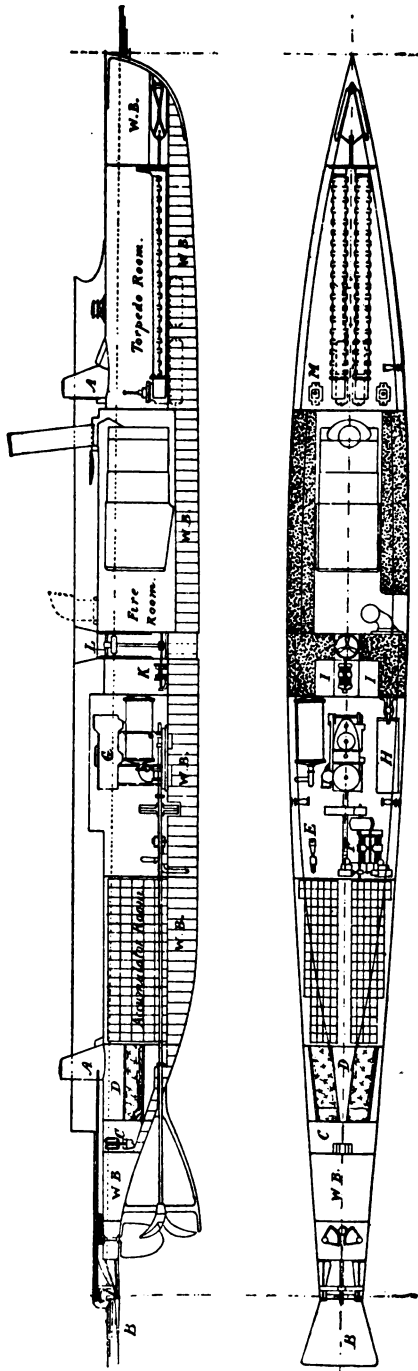 W.B.
Torpedo Room.
W.B.
A
W.B.
Fire
Room.
L
K
G
W.B.
Accumulator Room
W.B.
A
D
C
W B
B
M
I
I
H
E
F
D
C
W B.
B